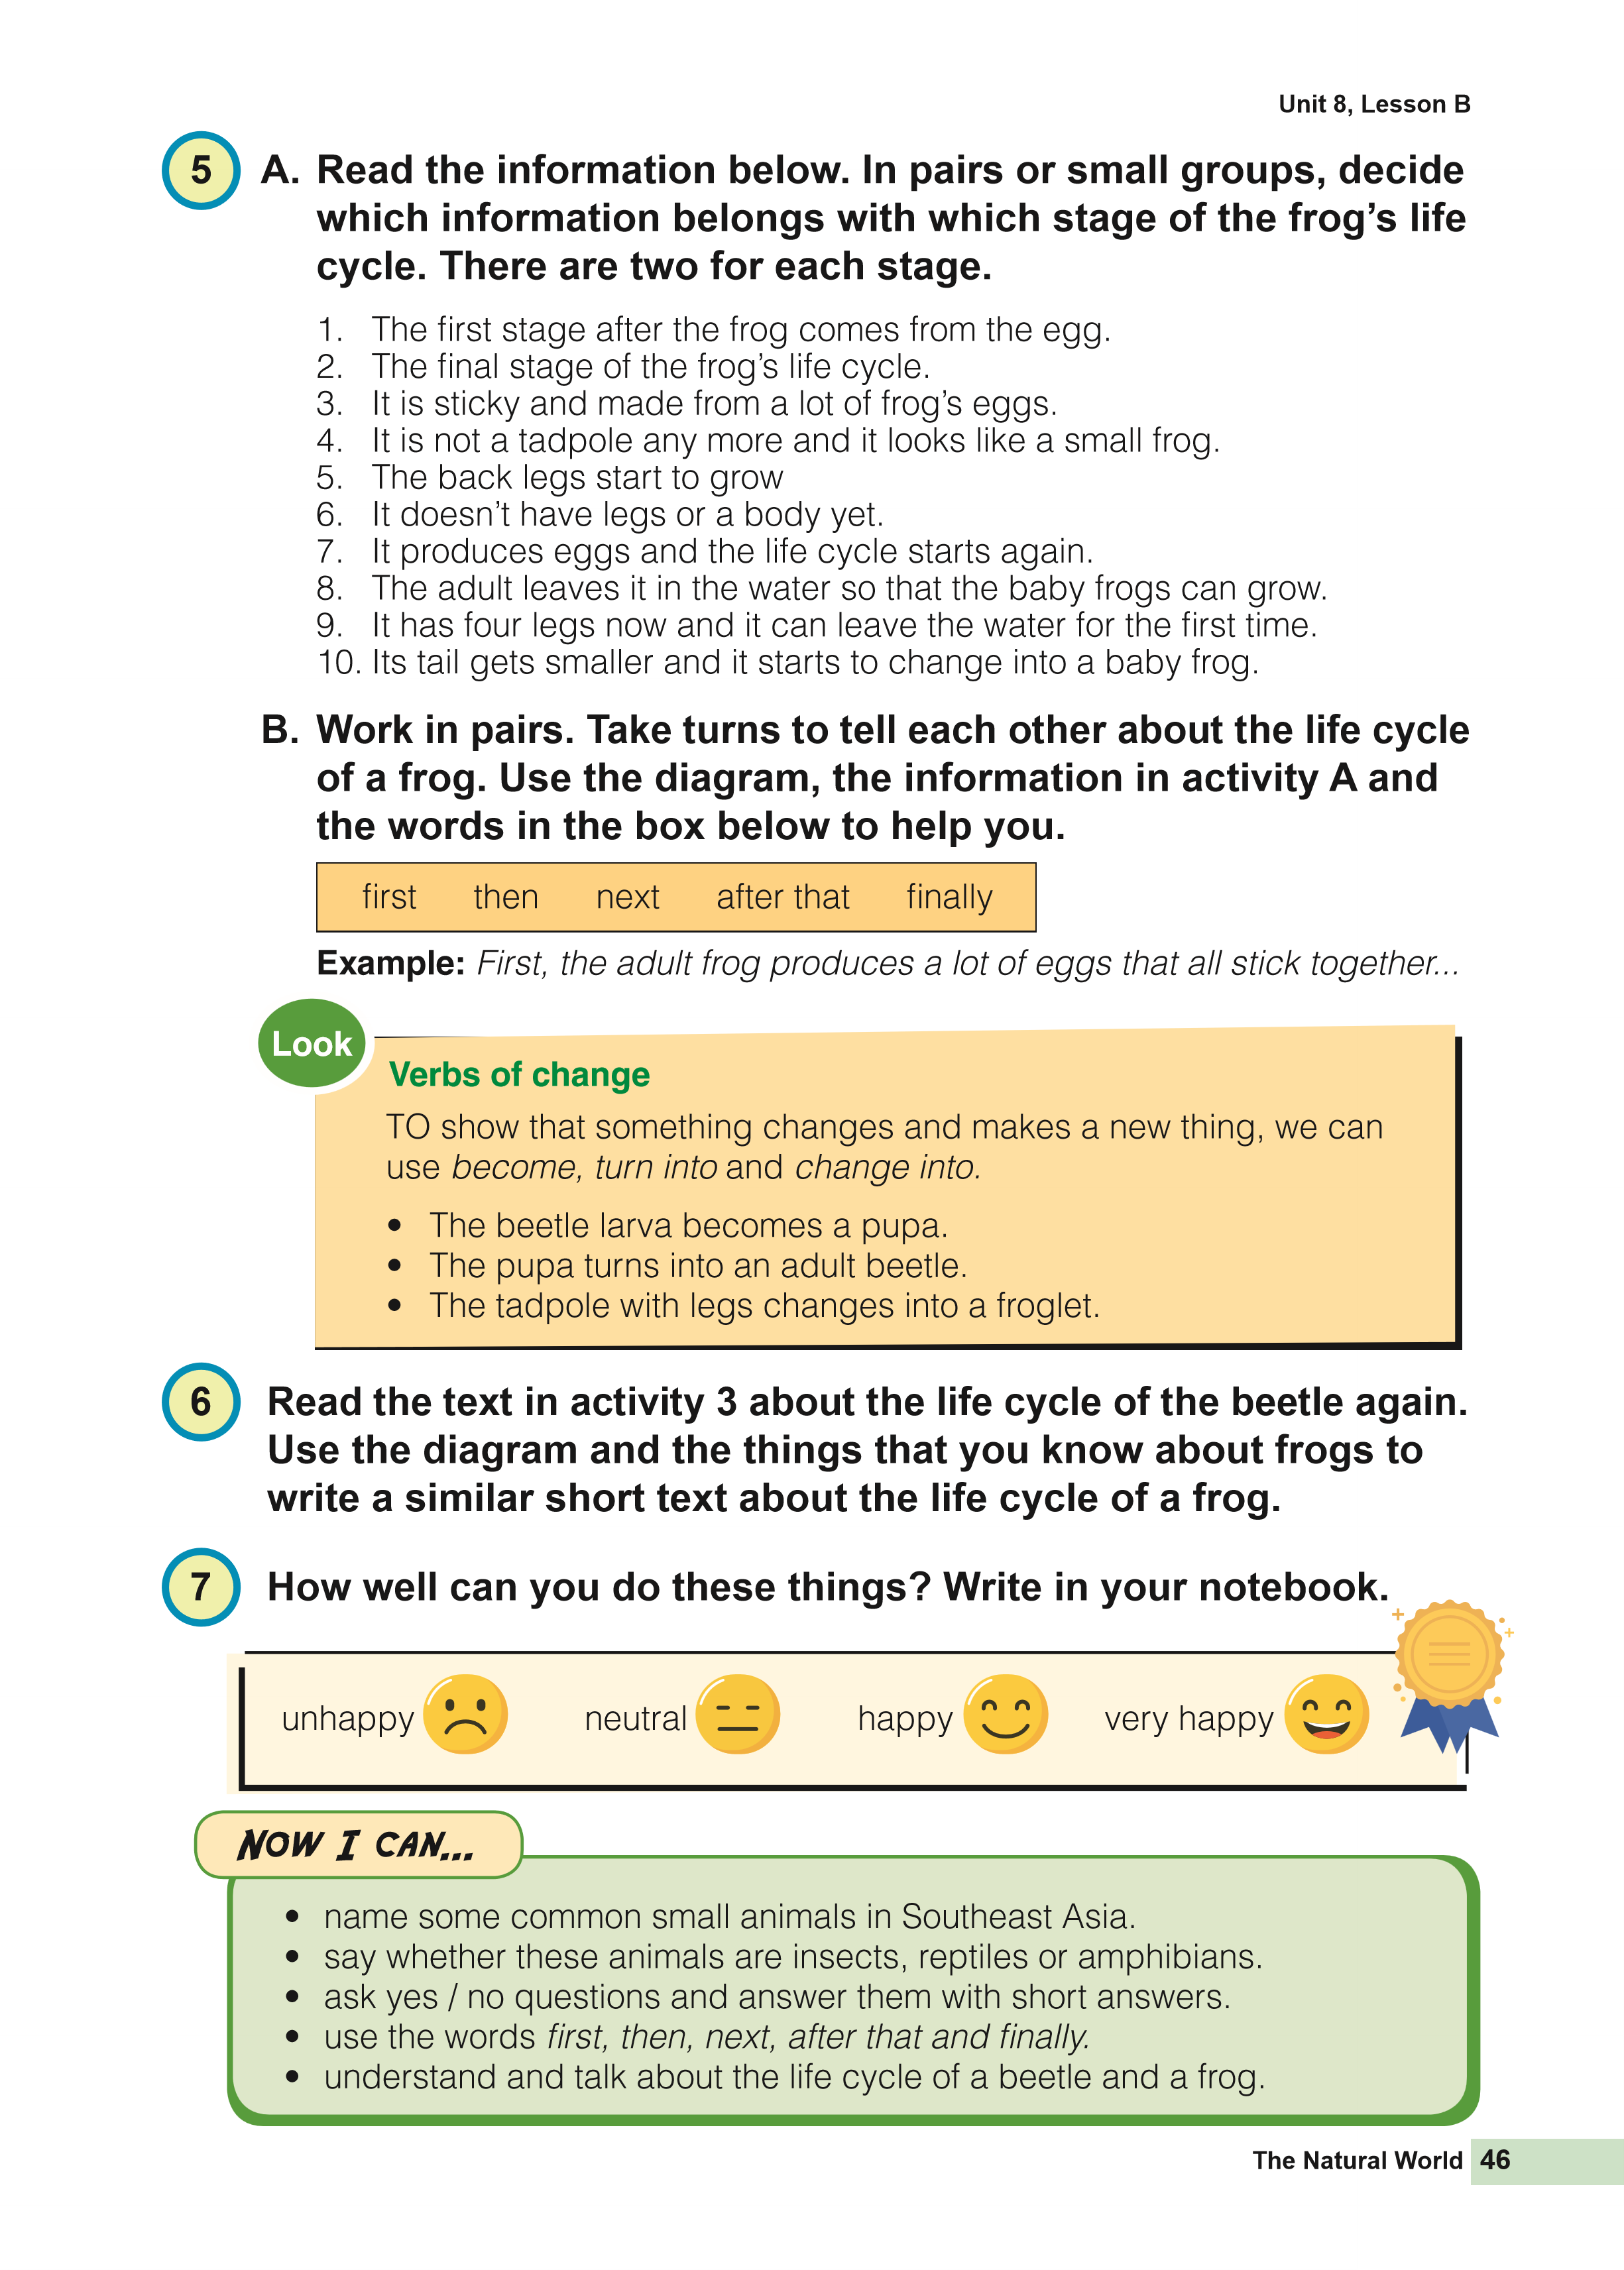 Unit 8, Lesson B
5 A. Read the information below. In pairs or small groups, decide
which information belongs with which stage of the frog’s life
cycle. There are two for each stage.
1. The first stage after the frog comes from the egg.
2. The final stage of the frog’s life cycle.
3. It is sticky and made from a lot of frog’s eggs.
4. It is not a tadpole any more and it looks like a small frog.
5. The back legs start to grow
6. It doesn’t have legs or a body yet.
7. It produces eggs and the life cycle starts again.
8. The adult leaves it in the water so that the baby frogs can grow.
9. It has four legs now and it can leave the water for the first time.
10. Its tail gets smaller and it starts to change into a baby frog.
B. Work in pairs. Take turns to tell each other about the life cycle
of a frog. Use the diagram, the information in activity A and
the words in the box below to help you.
first then next after that finally
Example: First, the adult frog produces a lot of eggs that all stick together...
Look
Verbs of change
TO show that something changes and makes a new thing, we can
use become, turn into and change into.
• The beetle larva becomes a pupa.
• The pupa turns into an adult beetle.
• The tadpole with legs changes into a froglet.
6 Read the text in activity 3 about the life cycle of the beetle again.
Use the diagram and the things that you know about frogs to
write a similar short text about the life cycle of a frog.
7 How well can you do these things? Write in your notebook.
unhappy neutral happy very happy
Now I can...
• name some common small animals in Southeast Asia.
• say whether these animals are insects, reptiles or amphibians.
• ask yes / no questions and answer them with short answers.
• use the words first, then, next, after that and finally.
• understand and talk about the life cycle of a beetle and a frog.
The Natural World 46